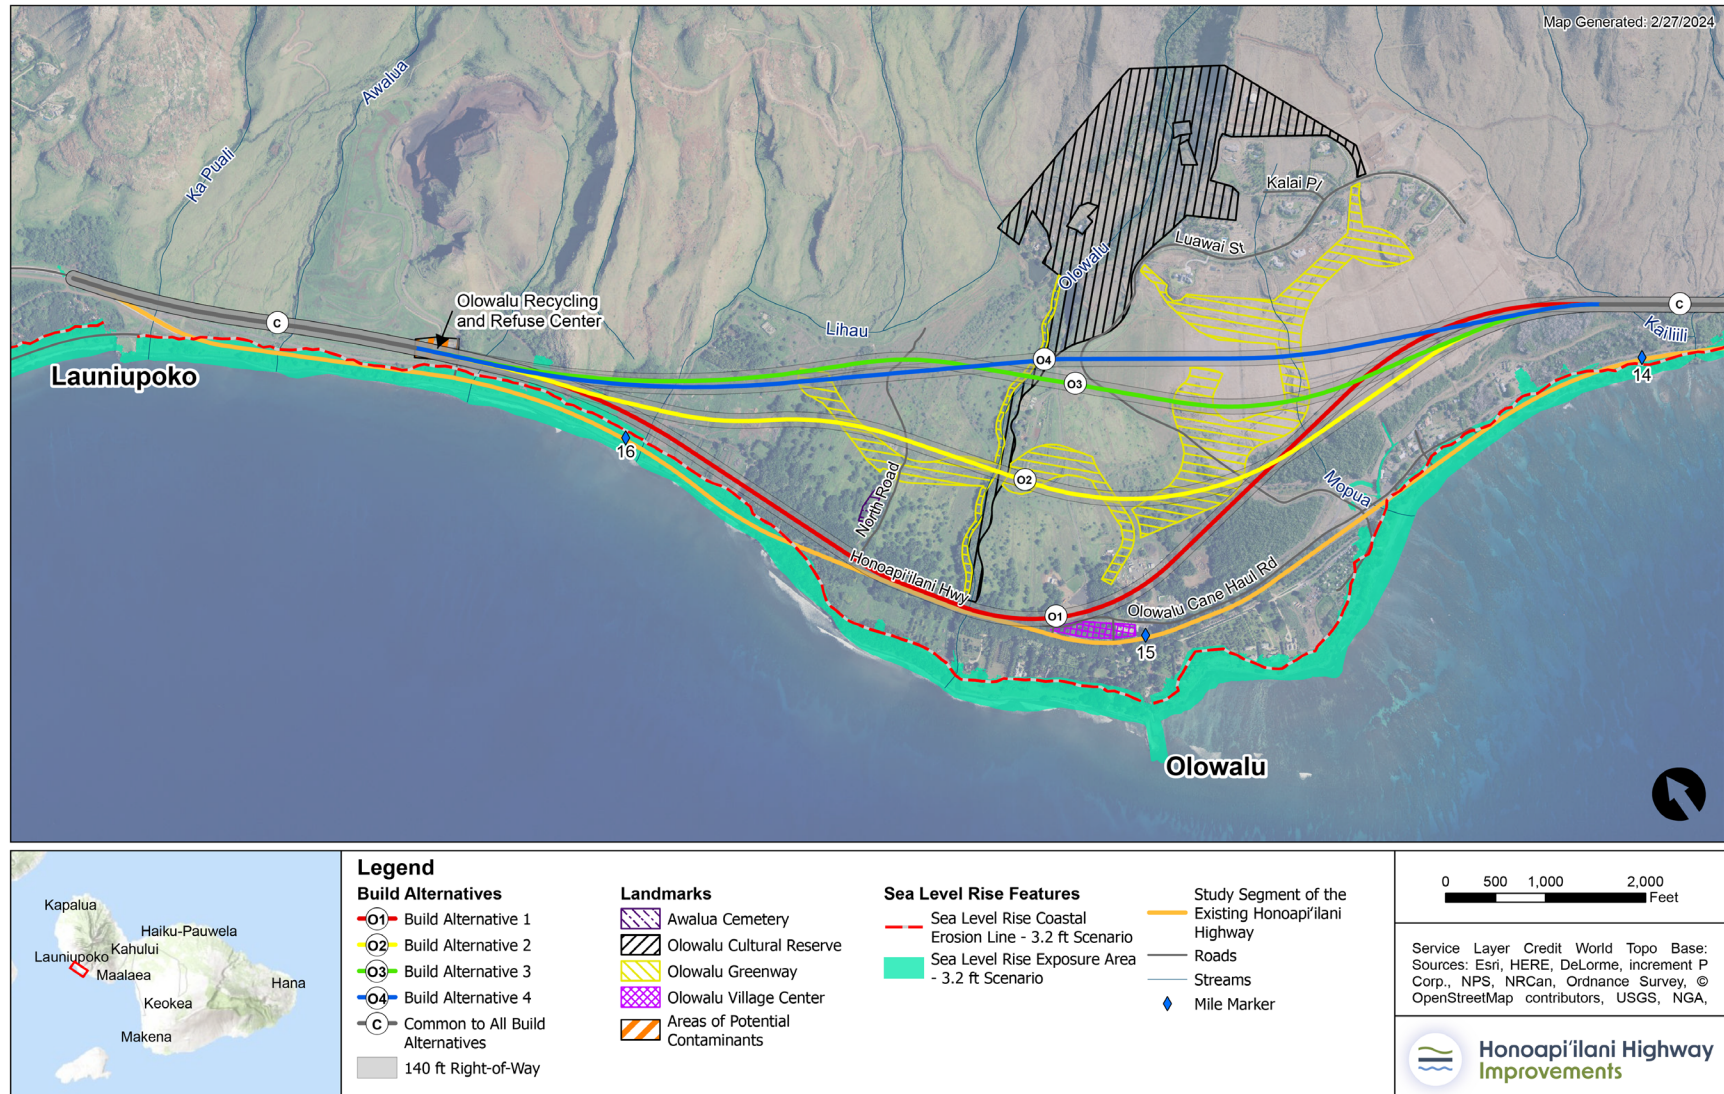 Map Generated: 2/27/2024
Awalua
Ka Puali
Kalai Pl
Luawai St
Olowalu
Olowalu Recycling
and Refuse Center
C
C
Lihau
Kailiili
O4
O3
14
Launiupoko
16
O2
North Road
Mopua
Honoapi'ilani Hwy
O1
Olowalu Cane Haul Rd
15
Olowalu
Kapalua
Haiku-Pauwela
Kahului
Launiupoko
Maalaea
Hana
Keokea
Makena
Legend
Build Alternatives
O1 Build Alternative 1
O2 Build Alternative 2
O3 Build Alternative 3
O4 Build Alternative 4
C Common to All Build
Alternatives
140 ft Right-of-Way
Landmarks
Awalua Cemetery
Olowalu Cultural Reserve
Olowalu Greenway
Olowalu Village Center
Areas of Potential
Contaminants
Sea Level Rise Features
Sea Level Rise Coastal
Erosion Line - 3.2 ft Scenario
Sea Level Rise Exposure Area
- 3.2 ft Scenario
Study Segment of the
Existing Honoapiʻilani
Highway
Roads
Streams
Mile Marker
0 500 1,000 2,000
Feet
Service Layer Credit World Topo Base:
Sources: Esri, HERE, DeLorme, increment P
Corp., NPS, NRCan, Ordnance Survey, ©
OpenStreetMap contributors, USGS, NGA,
Honoapiʻilani Highway
Improvements